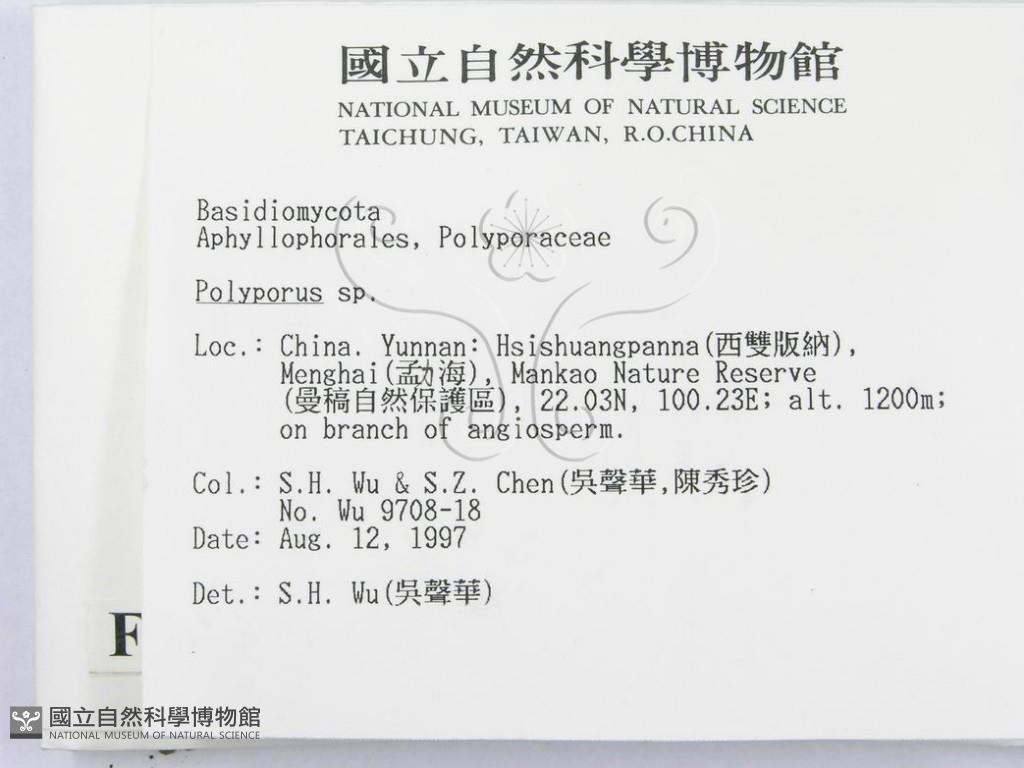 國立自然科學博物館
NATIONAL MUSEUM OF NATURAL SCIENCE
TAICHUNG, TAIWAN, R.O.CHINA
Basidiomycota
Aphyllophorales, Polyporaceae
Polyporus sp.
Loc.: China. Yunnan: Hsishuangpanna(西雙版納),
Menghai(孟力海), Mankao Nature Reserve
(曼稿自然保護區), 22.03N, 100.23E; alt. 1200m;
on branch of angiosperm.
Col.: S.H. Wu & S.Z. Chen(吳聲華,陳秀珍)
No. Wu 9708-18
Date: Aug. 12, 1997
Det.: S.H. Wu(吳聲華)
F
國立自然科學博物館
NATIONAL MUSEUM OF NATURAL SCIENCE